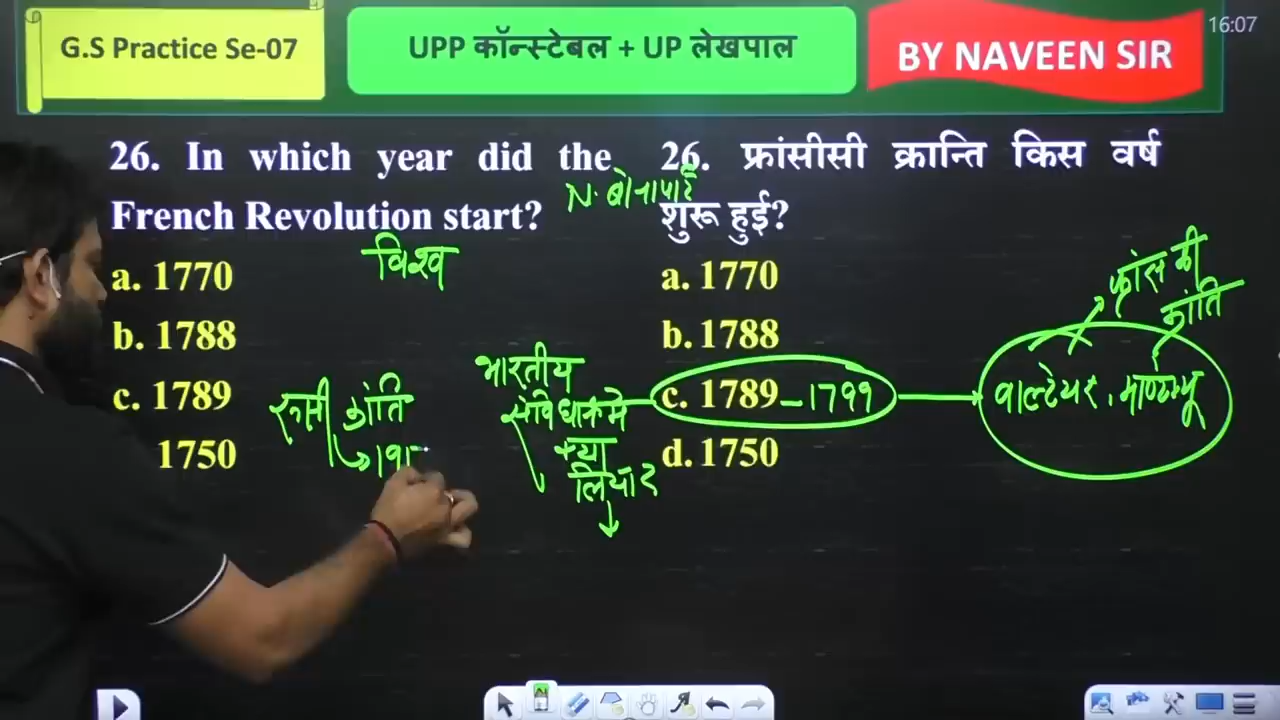 G.S Practice Se-07
UPP कॉन्स्टेबल + UP लेखपाल
BY NAVEEN SIR
16:07
26. In which year did the
French Revolution start?
a. 1770
b. 1788
c. 1789
1750
26. फ्रांसीसी क्रान्ति किस वर्ष
शुरू हुई?
a. 1770
b. 1788
c. 1789 – 1799
d. 1750
N. बोनापार्ट
विश्व
रूसी क्रांति
भारतीय
संविधान में
क्या
लिया 2
फ्रांस की
क्रांति
वाल्टेयर, माण्टेस्क्यू